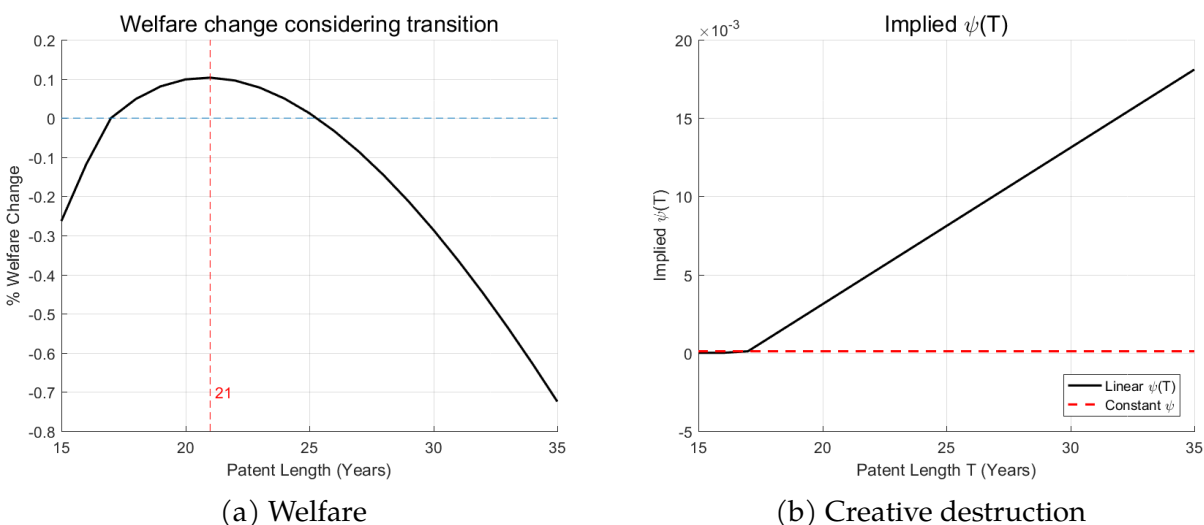 Welfare change considering transition
0.2
0.1
0
-0.1
-0.2
-0.3
-0.4
-0.5
-0.6
-0.7
-0.8
% Welfare Change
21
15
20
25
30
35
Patent Length (Years)
(a) Welfare
Implied ψ(T)
×10⁻³
20
15
10
5
0
-5
Implied ψ(T)
Linear ψ(T)
Constant ψ
15
20
25
30
35
Patent Length T (Years)
(b) Creative destruction